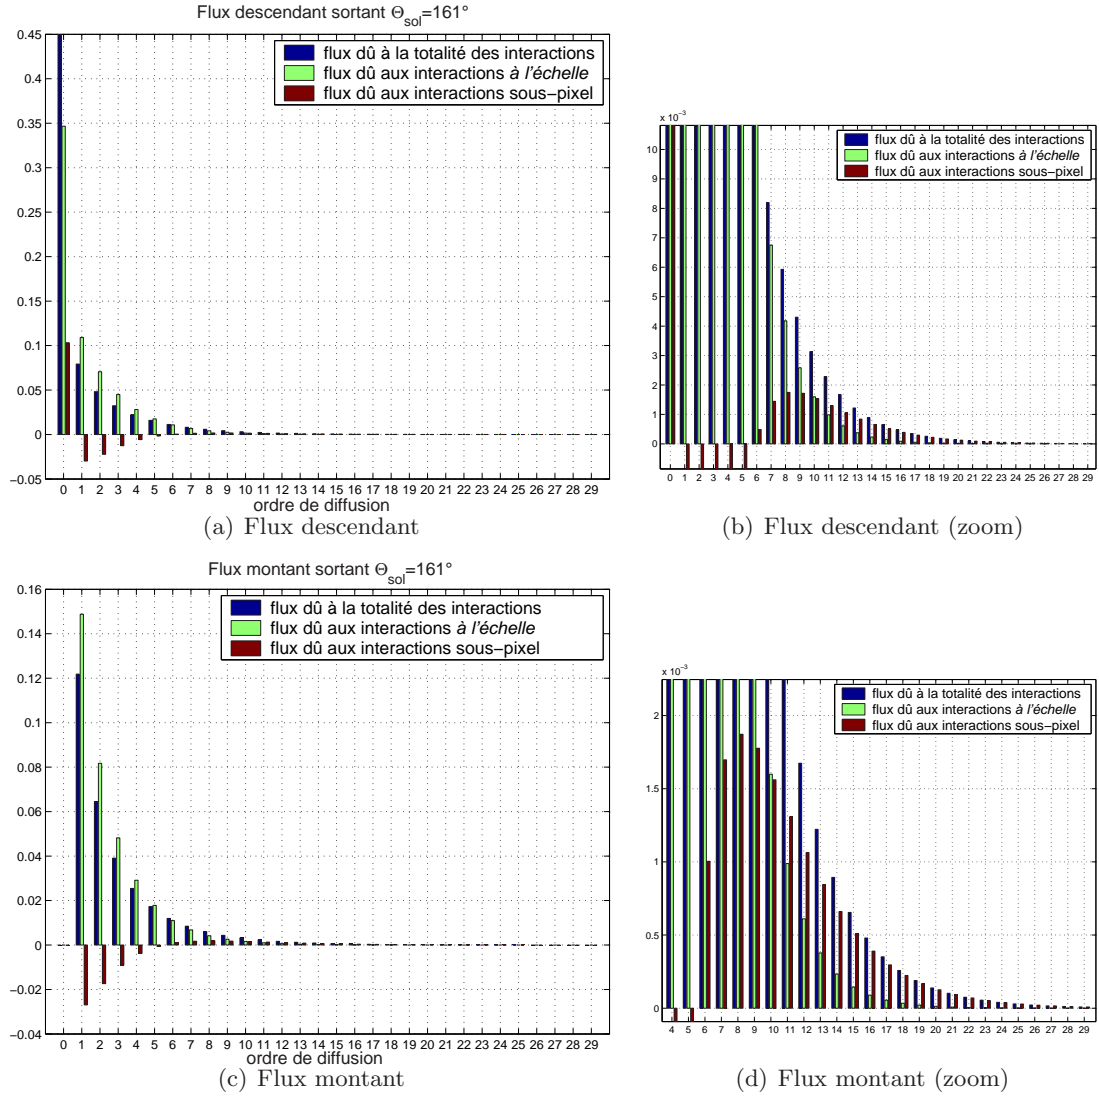 Flux descendant sortant Θsol=161°
flux dû à la totalité des interactions
flux dû aux interactions à l'échelle
flux dû aux interactions sous−pixel
0.45
0.4
0.35
0.3
0.25
0.2
0.15
0.1
0.05
0
−0.05
0 1 2 3 4 5 6 7 8 9 10 11 12 13 14 15 16 17 18 19 20 21 22 23 24 25 26 27 28 29
ordre de diffusion
(a) Flux descendant
x 10⁻³
flux dû à la totalité des interactions
flux dû aux interactions à l'échelle
flux dû aux interactions sous−pixel
10
9
8
7
6
5
4
3
2
1
0
0 1 2 3 4 5 6 7 8 9 10 11 12 13 14 15 16 17 18 19 20 21 22 23 24 25 26 27 28 29
(b) Flux descendant (zoom)
Flux montant sortant Θsol=161°
flux dû à la totalité des interactions
flux dû aux interactions à l'échelle
flux dû aux interactions sous−pixel
0.16
0.14
0.12
0.1
0.08
0.06
0.04
0.02
0
−0.02
−0.04
0 1 2 3 4 5 6 7 8 9 10 11 12 13 14 15 16 17 18 19 20 21 22 23 24 25 26 27 28 29
ordre de diffusion
(c) Flux montant
x 10⁻³
flux dû à la totalité des interactions
flux dû aux interactions à l'échelle
flux dû aux interactions sous−pixel
2
1.5
1
0.5
0
4 5 6 7 8 9 10 11 12 13 14 15 16 17 18 19 20 21 22 23 24 25 26 27 28 29
(d) Flux montant (zoom)